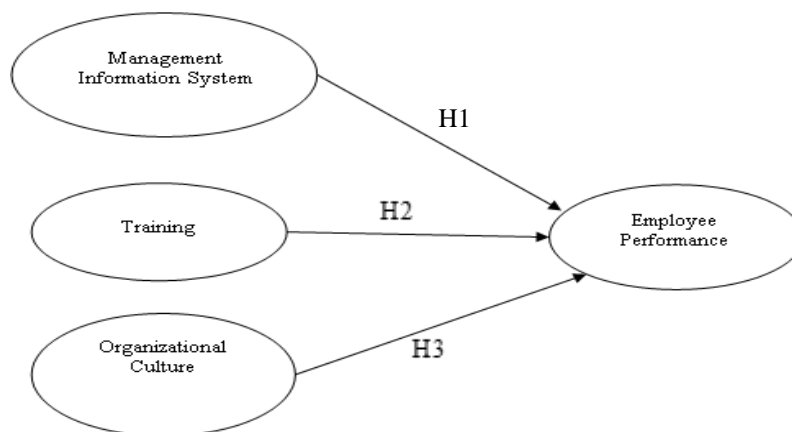 Management
Information System
H1
Training
H2
Employee
Performance
Organizational
Culture
H3